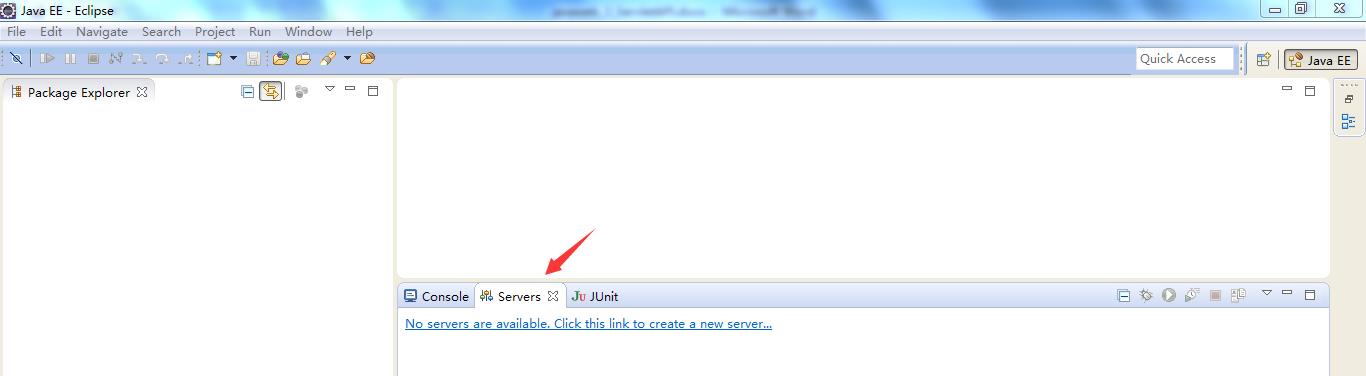 Java EE - Eclipse
File Edit Navigate Search Project Run Window Help
Quick Access
Java EE
Package Explorer
Console Servers JU JUnit
No servers are available. Click this link to create a new server...